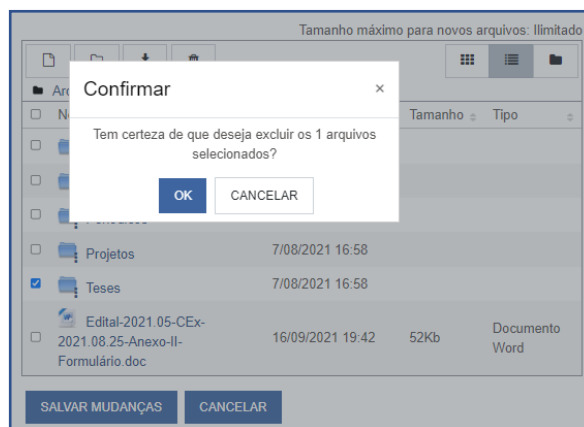 Tamanho máximo para novos arquivos: Ilimitado
Confirmar ×
Tem certeza de que deseja excluir os 1 arquivos
selecionados?
OK CANCELAR
Tamanho Tipo
Projetos 7/08/2021 16:58
Teses 7/08/2021 16:58
Edital-2021.05-CEx-
2021.08.25-Anexo-II-
Formulário.doc
16/09/2021 19:42 52Kb
Documento
Word
SALVAR MUDANÇAS CANCELAR